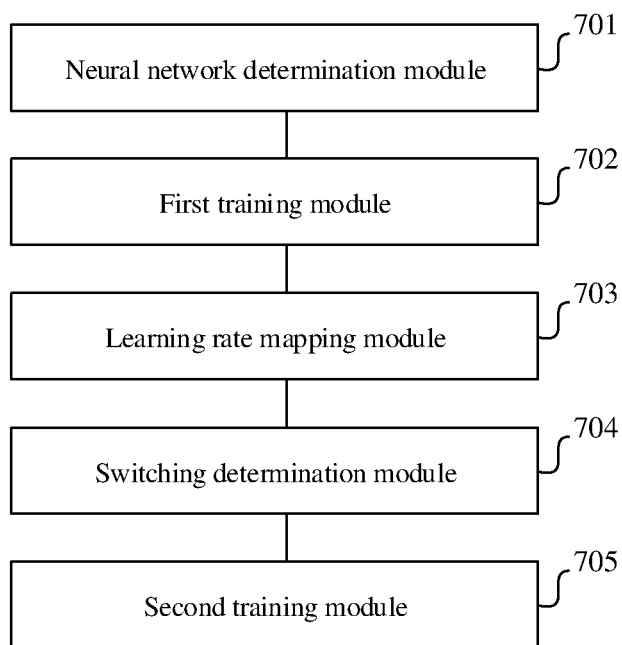 701
Neural network determination module
702
First training module
703
Learning rate mapping module
704
Switching determination module
705
Second training module